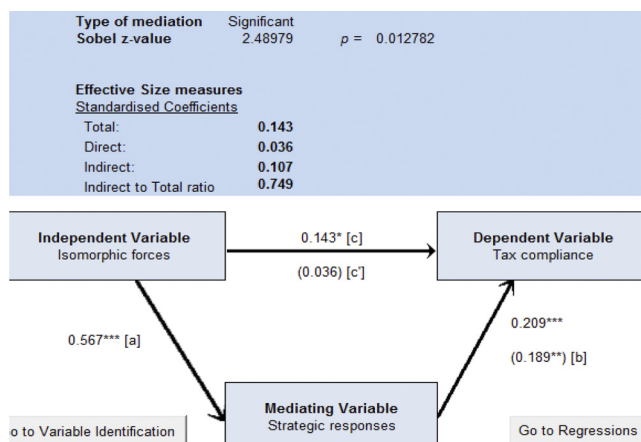 Type of mediation Significant
Sobel z-value 2.48979 p = 0.012782
Effective Size measures
Standardised Coefficients
Total: 0.143
Direct: 0.036
Indirect: 0.107
Indirect to Total ratio 0.749
Independent Variable
Isomorphic forces
0.143* [c]
(0.036) [c']
Dependent Variable
Tax compliance
0.567*** [a]
0.209***
(0.189**) [b]
Mediating Variable
Strategic responses
o to Variable Identification
Go to Regressions